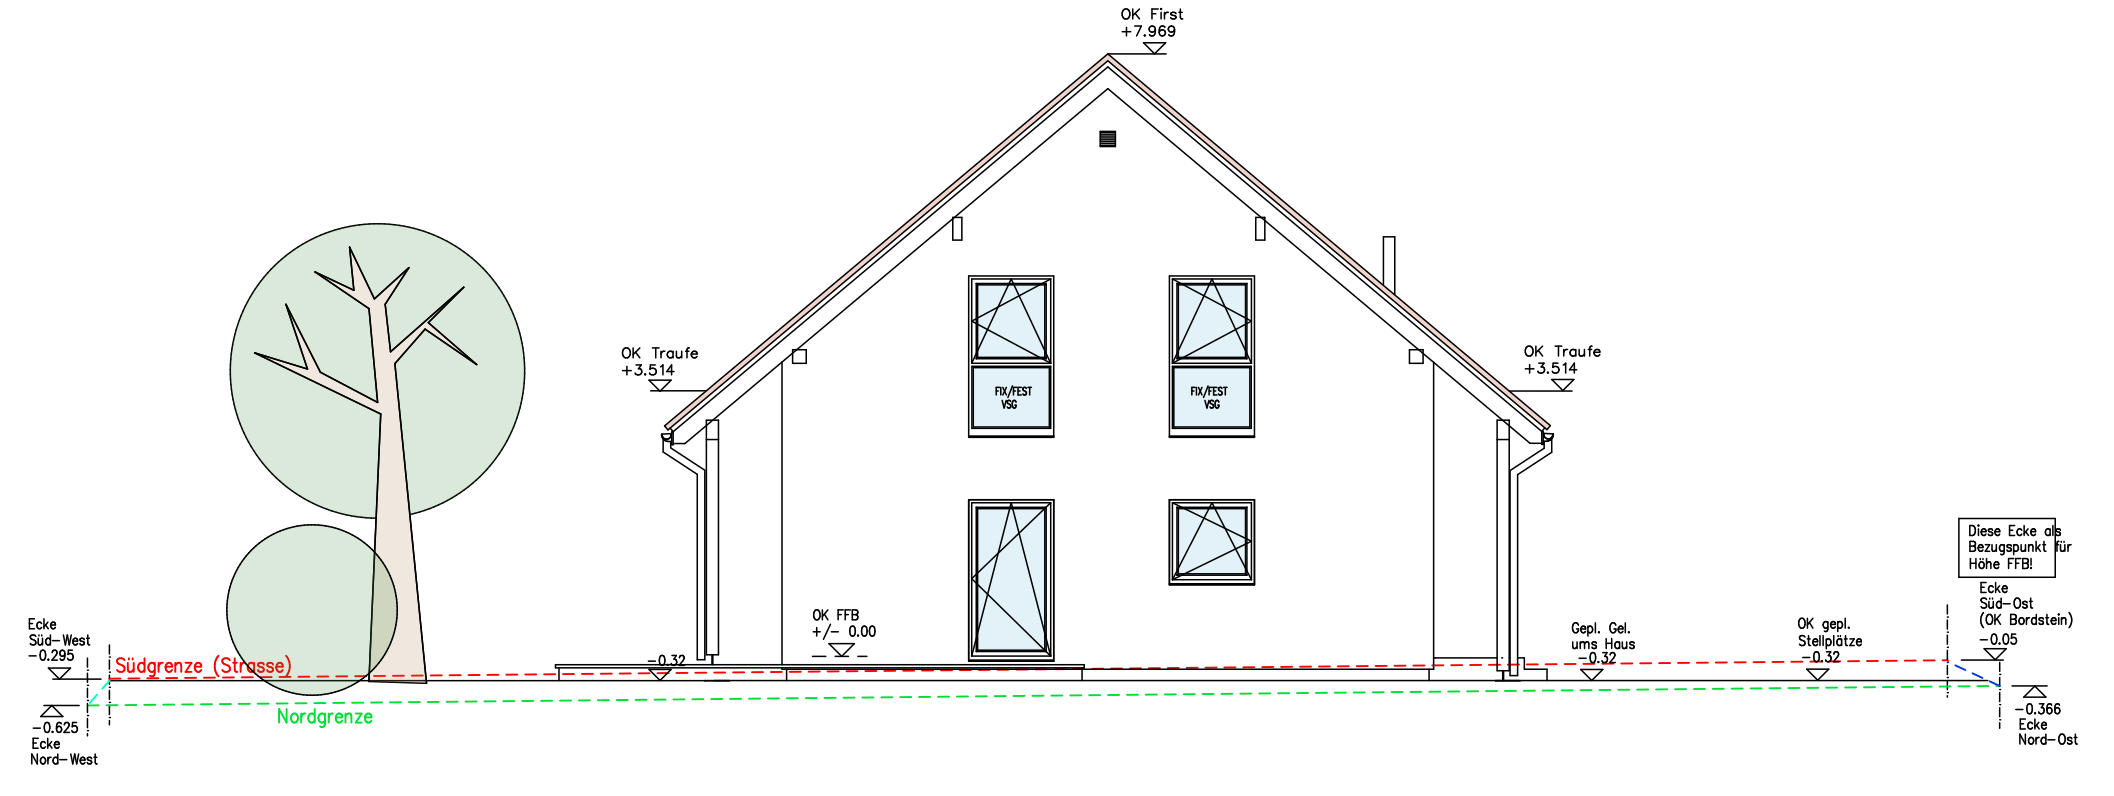 OK First
+7.969
OK Traufe
+3.514
OK Traufe
+3.514
FIX/FEST
VSG
FIX/FEST
VSG
Diese Ecke als
Bezugspunkt für
Höhe FFB!
Ecke
Süd-Ost
(OK Bordstein)
-0.05
OK FFB
+/- 0.00
Ecke
Süd-West
-0.295
Südgrenze (Strasse)
-0.32
Gepl. Gel.
ums Haus
-0.32
OK gepl.
Stellplätze
-0.32
Nordgrenze
-0.625
Ecke
Nord-West
-0.366
Ecke
Nord-Ost